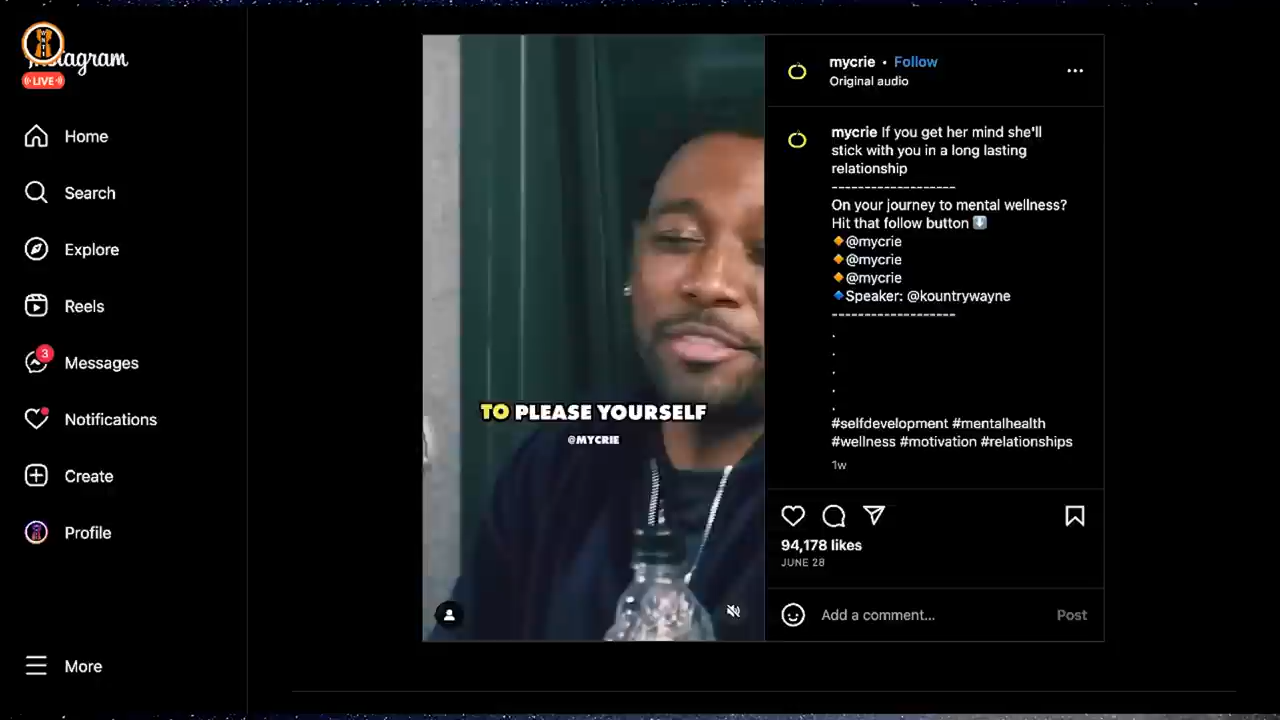 Instagram
LIVE
Home
Search
Explore
Reels
3
Messages
Notifications
Create
Profile
More
TO PLEASE YOURSELF
@MYCRIE
mycrie • Follow
Original audio
mycrie If you get her mind she'll
stick with you in a long lasting
relationship
-------------------
On your journey to mental wellness?
Hit that follow button ⬇️
🔸@mycrie
🔸@mycrie
🔸@mycrie
🔹Speaker: @kountrywayne
-------------------
.
.
.
.
.
#selfdevelopment #mentalhealth
#wellness #motivation #relationships
1w
94,178 likes
JUNE 28
Add a comment...
Post